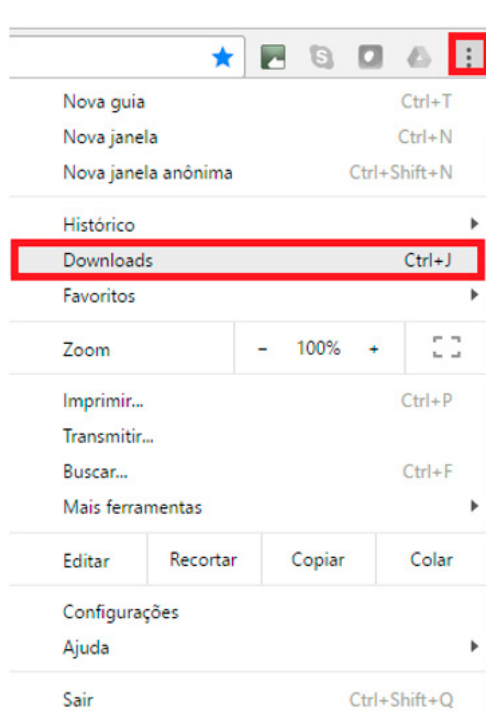 Nova guia Ctrl+T
Nova janela Ctrl+N
Nova janela anônima Ctrl+Shift+N
Histórico
Downloads Ctrl+J
Favoritos
Zoom - 100% +
Imprimir... Ctrl+P
Transmitir...
Buscar... Ctrl+F
Mais ferramentas
Editar Recortar Copiar Colar
Configurações
Ajuda
Sair Ctrl+Shift+Q